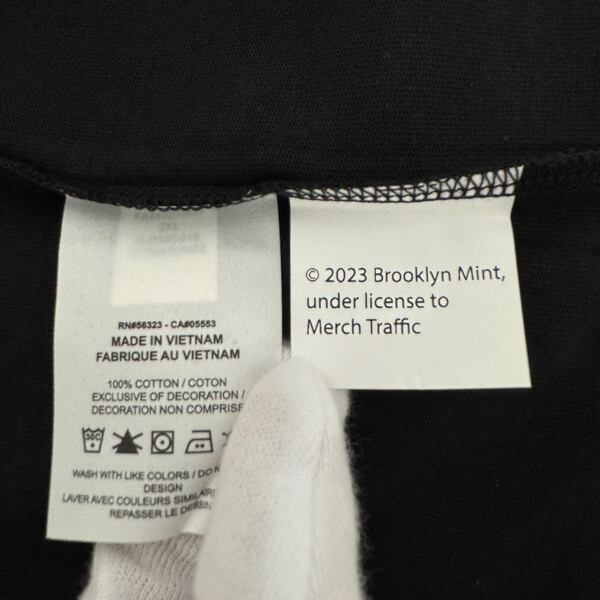 RN#56323 - CA#05553
MADE IN VIETNAM
FABRIQUE AU VIETNAM
100% COTTON / COTON
EXCLUSIVE OF DECORATION /
DECORATION NON COMPRISE
30C
WASH WITH LIKE COLORS / DO
DESIGN
LAVER AVEC COULEURS
REPASSER LE
© 2023 Brooklyn Mint,
under license to
Merch Traffic